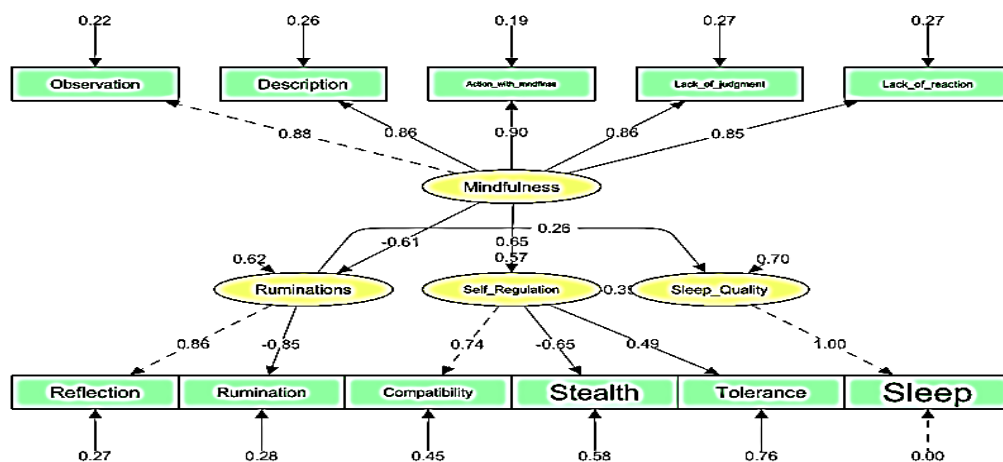 0.22 0.26 0.19 0.27 0.27
Observation Description Action_with_mndflnss Lack_of_judgment Lack_of_reaction
0.88 0.86 0.90 0.86 0.85
Mindfulness
0.26
-0.61 0.65
0.62 0.57 0.70
Ruminations Self_Regulation Sleep_Quality
0.86 -0.85 0.74 -0.65 0.49 1.00
Reflection Rumination Compatibility Stealth Tolerance Sleep
0.27 0.28 0.45 0.58 0.76 0.00